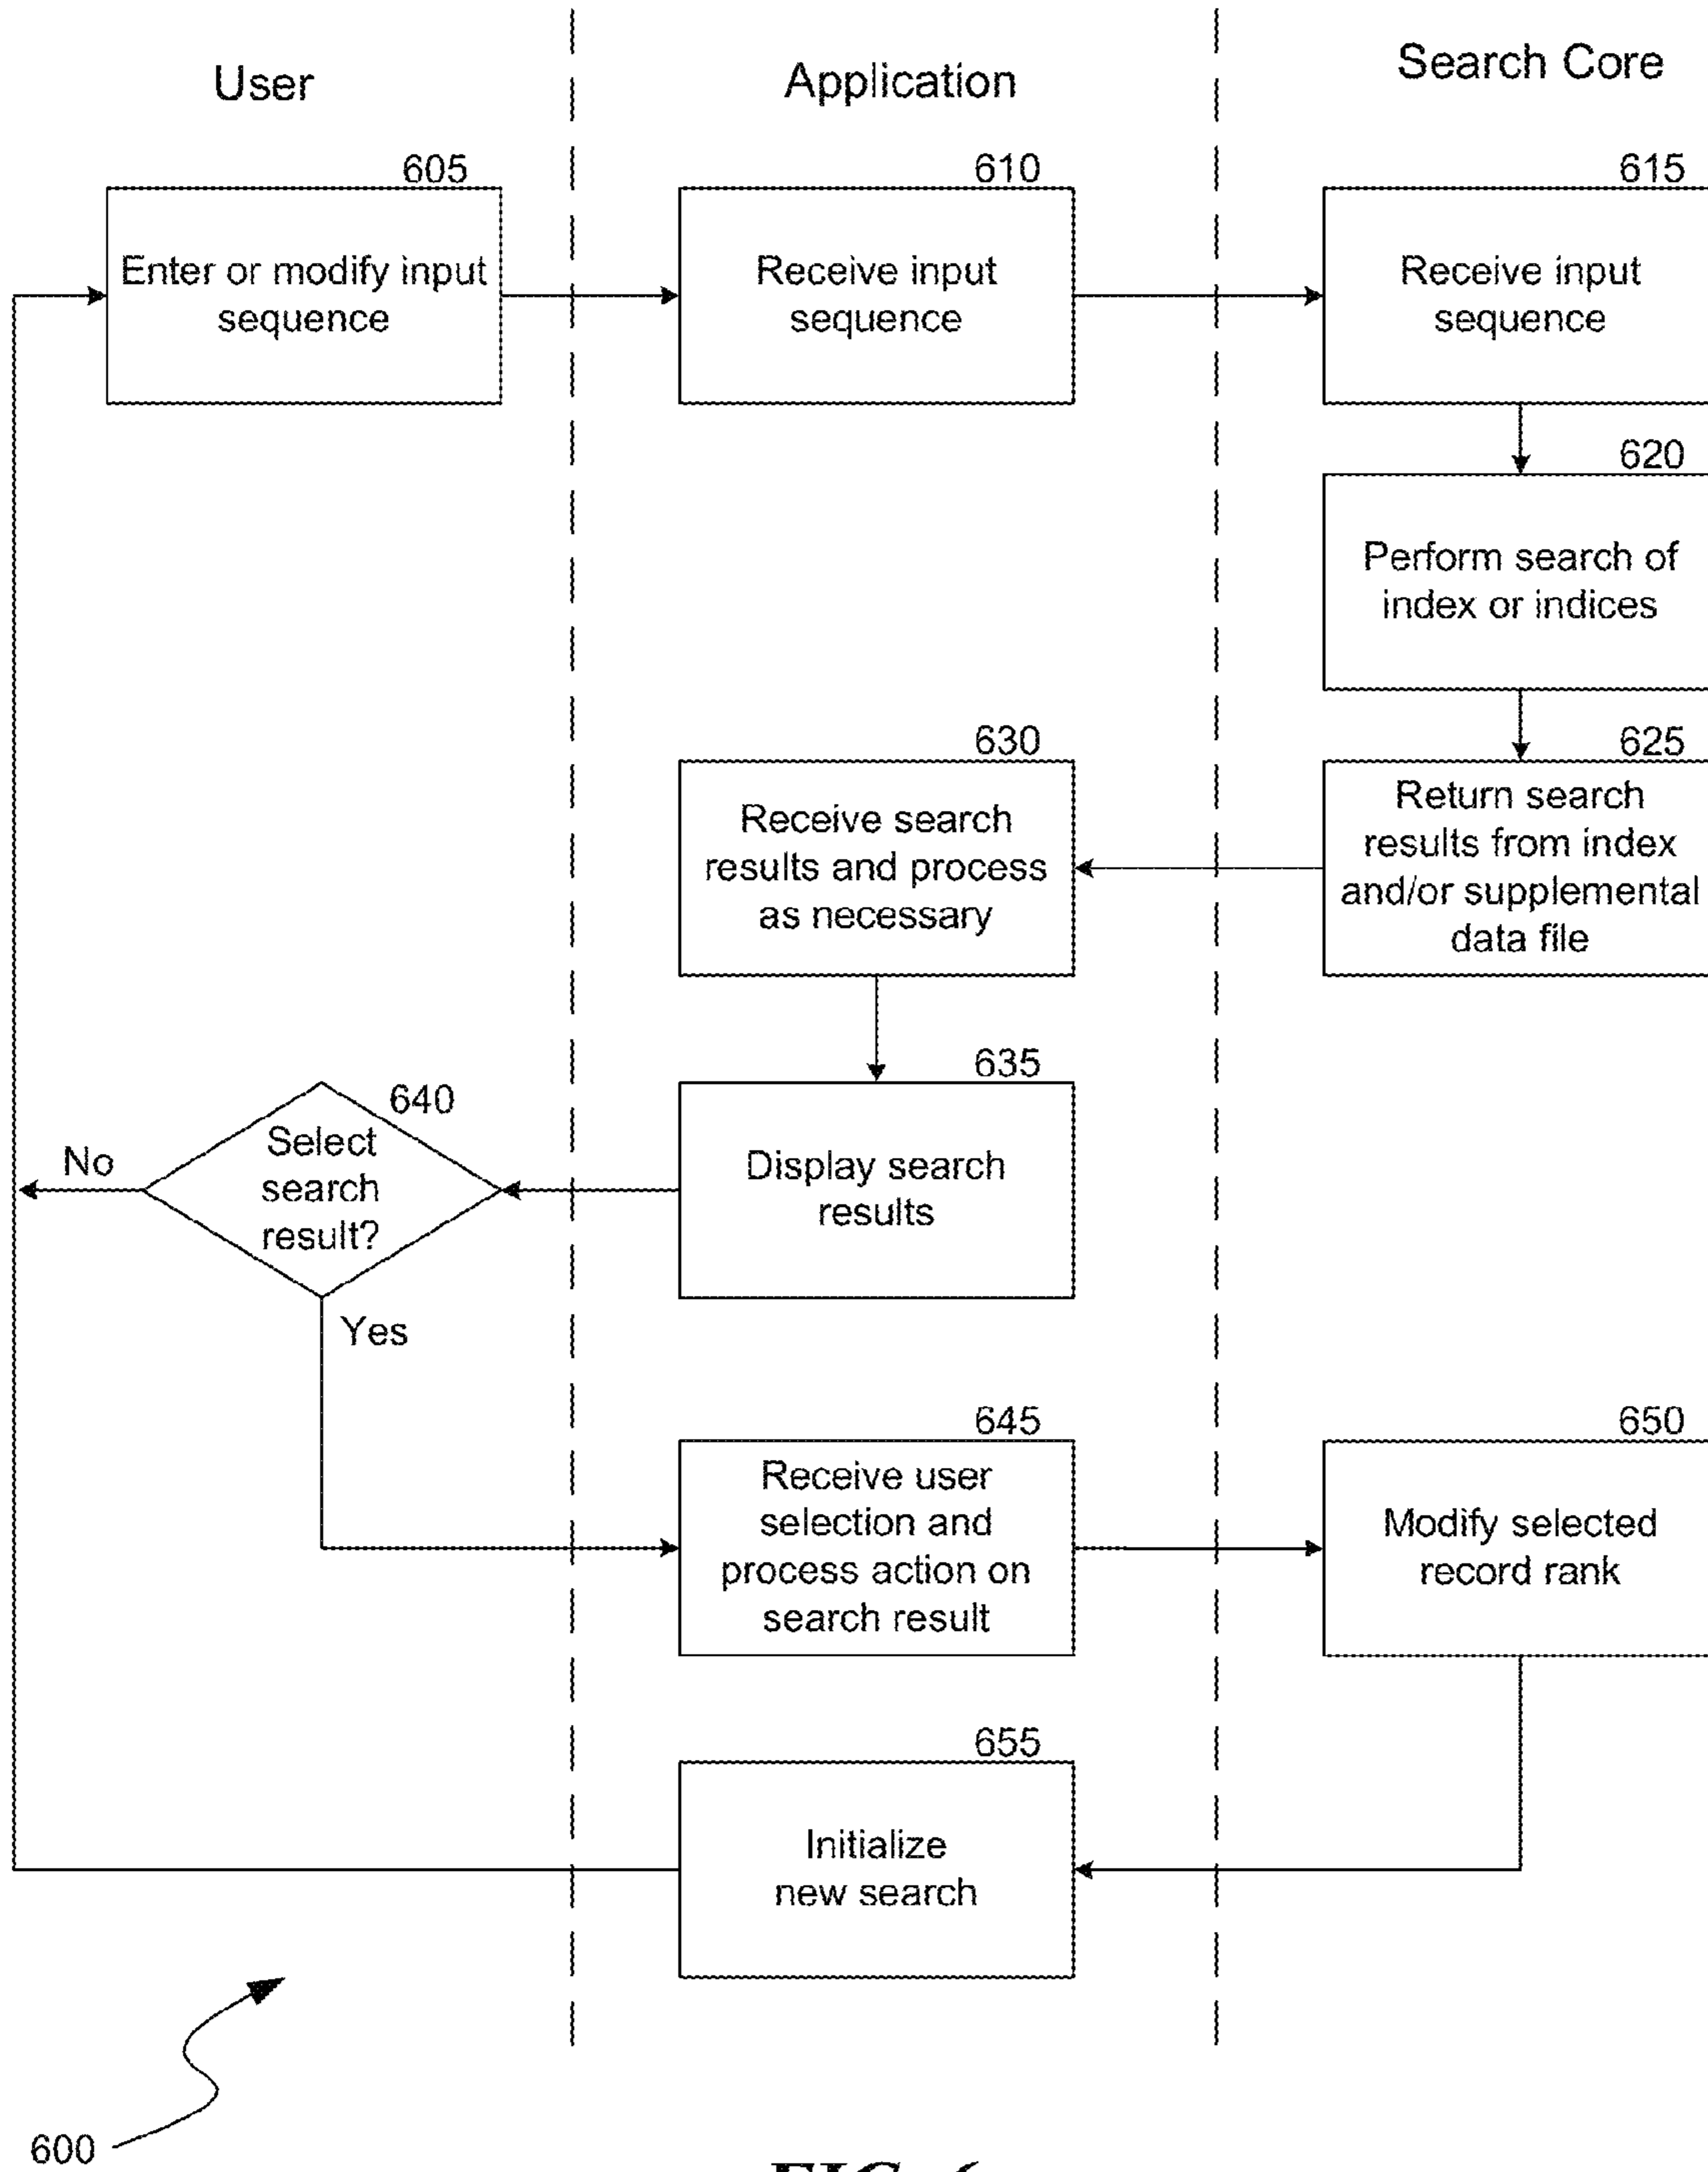 User
Application
Search Core
605
610
615
Enter or modify input
sequence
Receive input
sequence
Receive input
sequence
620
Perform search of
index or indices
630
625
Receive search
results and process
as necessary
Return search
results from index
and/or supplemental
data file
635
640
Select
search
result?
No
Yes
Display search
results
645
650
Receive user
selection and
process action on
search result
Modify selected
record rank
655
Initialize
new search
600
FIG. 6